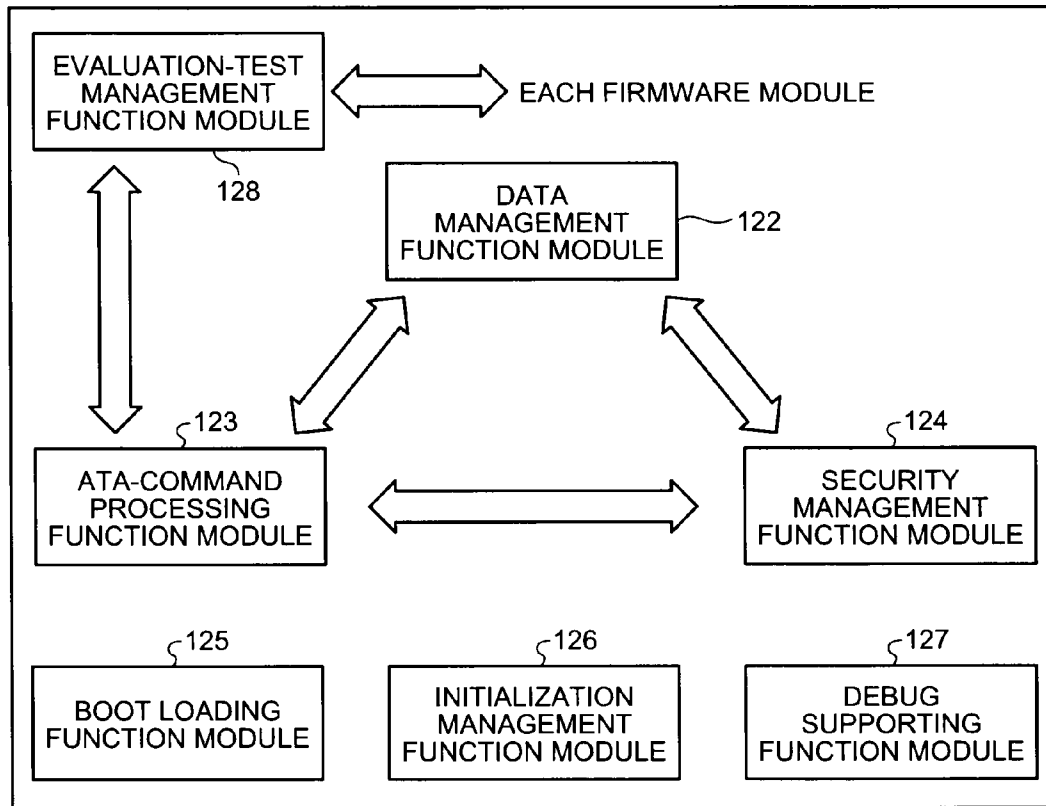 EVALUATION-TEST
MANAGEMENT
FUNCTION MODULE
EACH FIRMWARE MODULE
128
DATA
MANAGEMENT
FUNCTION MODULE
122
123
ATA-COMMAND
PROCESSING
FUNCTION MODULE
124
SECURITY
MANAGEMENT
FUNCTION MODULE
125
BOOT LOADING
FUNCTION MODULE
126
INITIALIZATION
MANAGEMENT
FUNCTION MODULE
127
DEBUG
SUPPORTING
FUNCTION MODULE